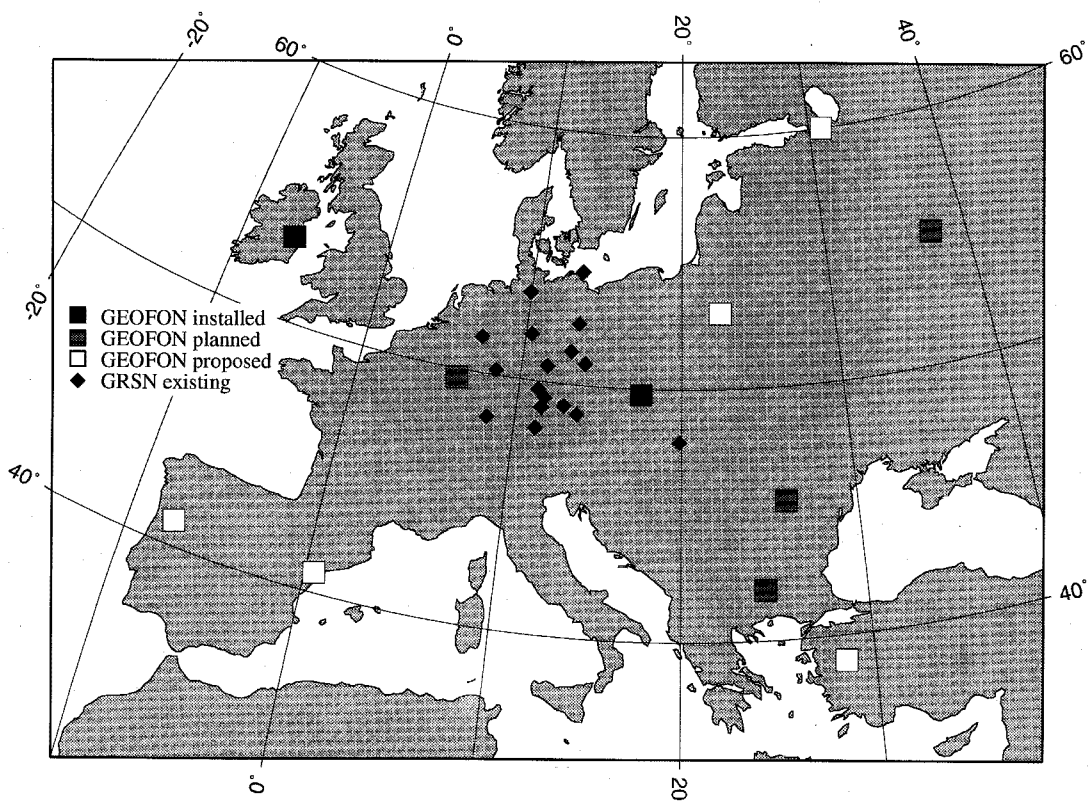 -20°
60°
0°
20°
40°
60°
-20°
GEOFON installed
GEOFON planned
GEOFON proposed
GRSN existing
40°
40°
0°
20